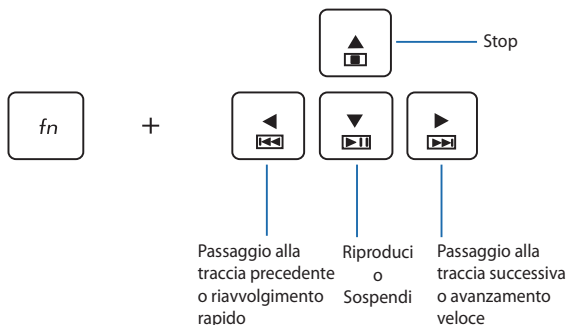 Stop
fn
+
Passaggio alla
traccia precedente
o riavvolgimento
rapido
Riproduci
o
Sospendi
Passaggio alla
traccia successiva
o avanzamento
veloce